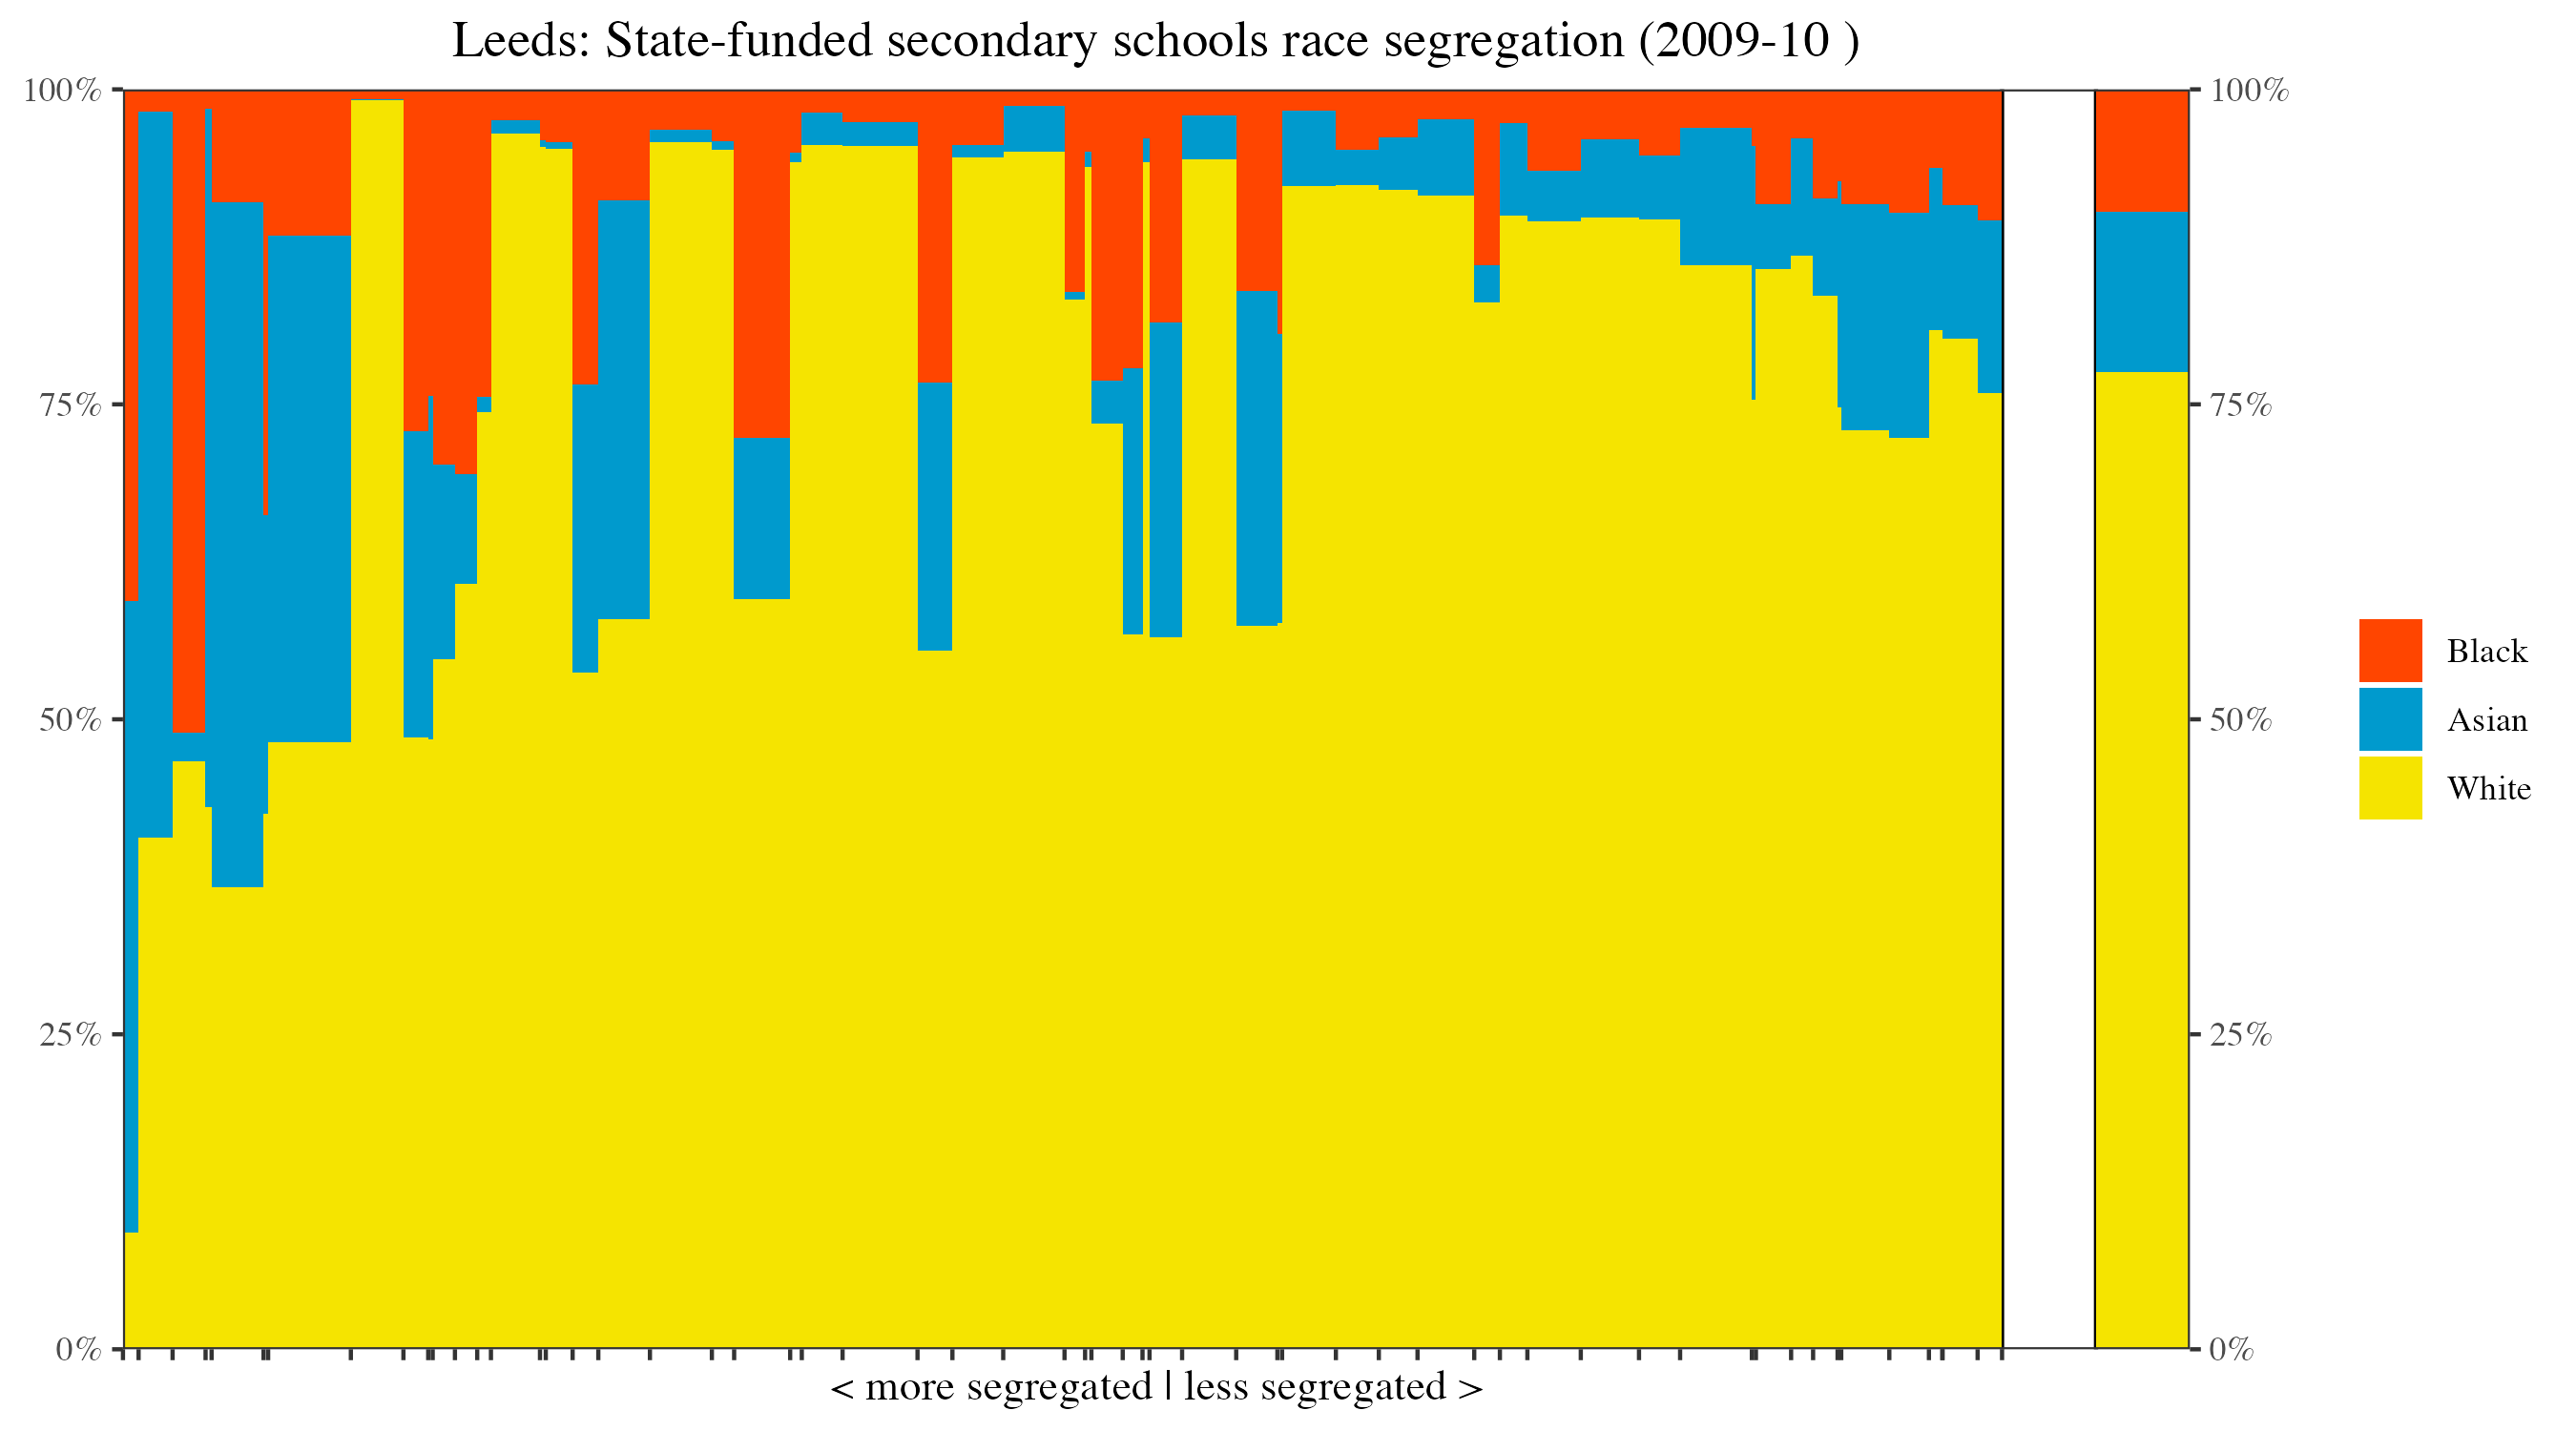 Leeds: State-funded secondary schools race segregation (2009-10 )
100%
75%
50%
25%
0%
100%
75%
50%
25%
0%
Black
Asian
White
< more segregated | less segregated >